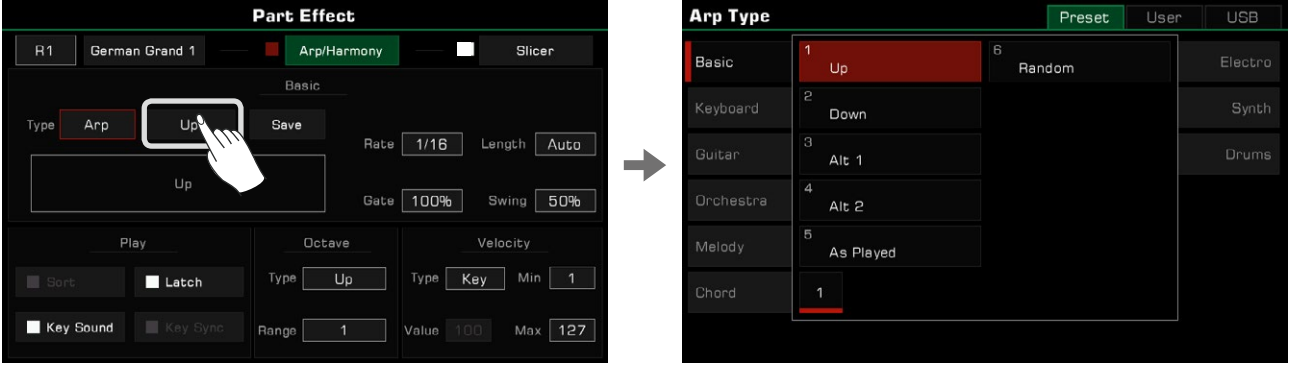 Part Effect
R1 German Grand 1 Arp/Harmony Slicer
Basic
Type Arp Up Save
Rate 1/16 Length Auto
Up
Gate 100% Swing 50%
Play
Sort Latch
Key Sound Key Sync
Octave
Type Up
Range 1
Velocity
Type Key Min 1
Value 100 Max 127
Arp Type Preset User USB
Basic
Keyboard
Guitar
Orchestra
Melody
Chord
1 Up
2 Down
3 Alt 1
4 Alt 2
5 As Played
6 Random
1
Electro
Synth
Drums